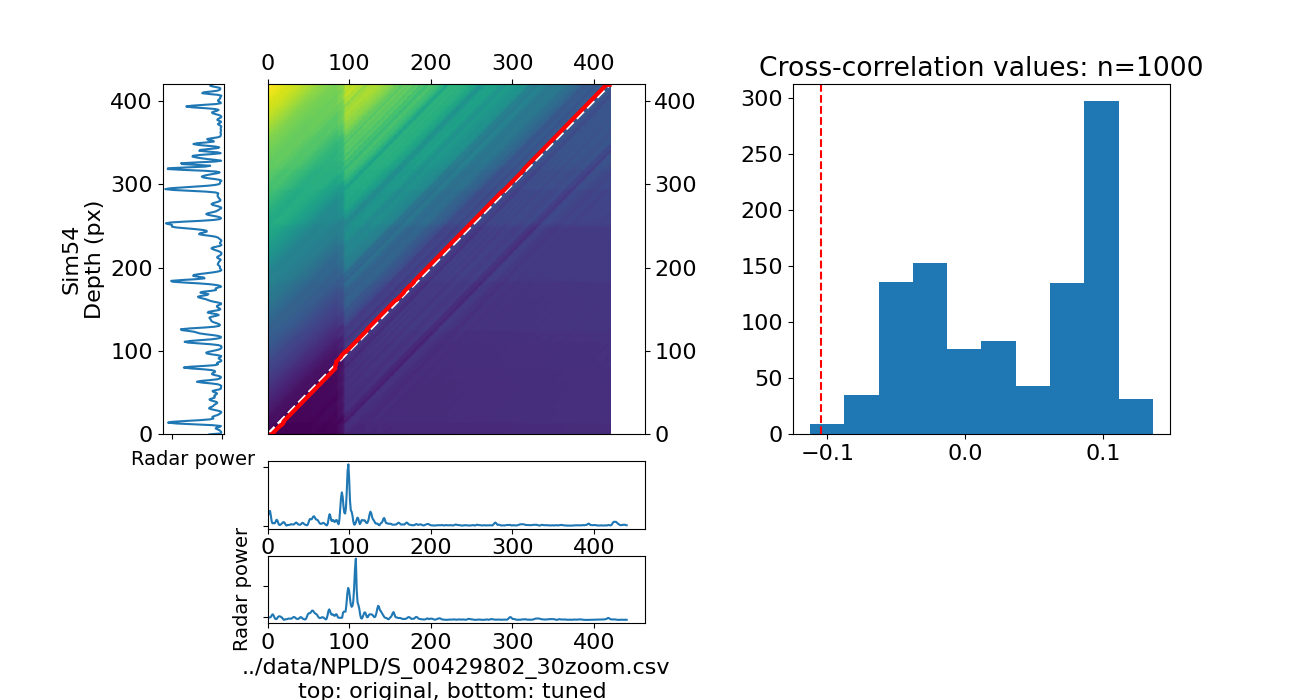 Cross-correlation values: n=1000
0 100 200 300 400
400
300
200
100
0
Sim54
Depth (px)
Radar power
400
300
200
100
0
300
250
200
150
100
50
0
−0.1 0.0 0.1
0 100 200 300 400
Radar power
0 100 200 300 400
../data/NPLD/S_00429802_30zoom.csv
top: original, bottom: tuned